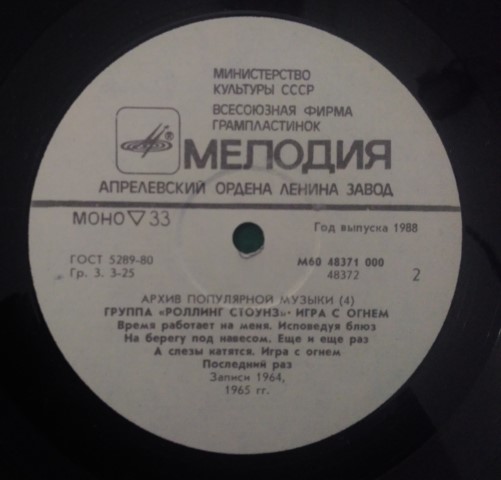 МИНИСТЕРСТВО
КУЛЬТУРЫ СССР
ВСЕСОЮЗНАЯ ФИРМА
ГРАМПЛАСТИНОК
® МЕЛОДИЯ
АПРЕЛЕВСКИЙ ОРДЕНА ЛЕНИНА ЗАВОД
МОНО ▽ 33
Год выпуска 1988
ГОСТ 5289-80
М60 48371 000
Гр. 3. 3-25
48372
2
АРХИВ ПОПУЛЯРНОЙ МУЗЫКИ (4)
ГРУППА «РОЛЛИНГ СТОУНЗ»· ИГРА С ОГНЕМ
Время работает на меня. Исповедуя блюз
На берегу под навесом. Еще и еще раз
А слезы катятся. Игра с огнем
Последний раз
Записи 1964,
1965 гг.